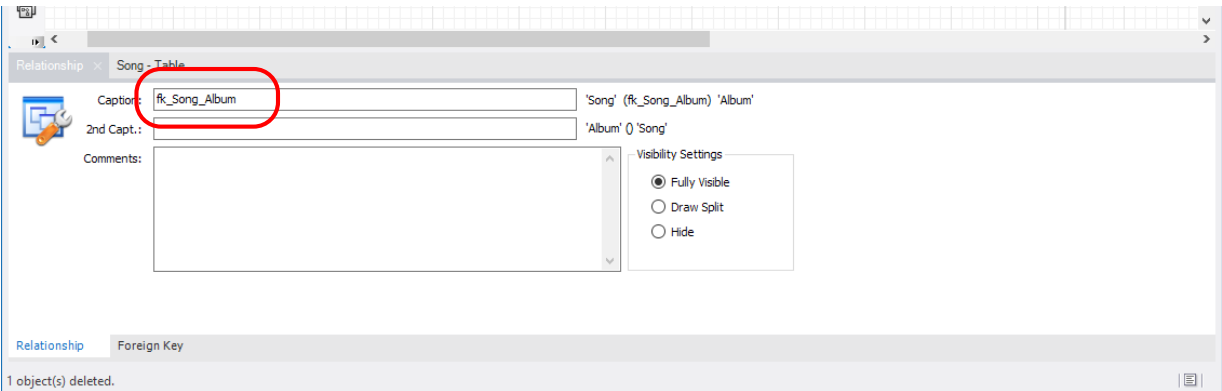 Relationship × Song - Table
Caption: fk_Song_Album 'Song' (fk_Song_Album) 'Album'
2nd Capt.: 'Album' () 'Song'
Comments:
Visibility Settings
Fully Visible
Draw Split
Hide
Relationship Foreign Key
1 object(s) deleted.